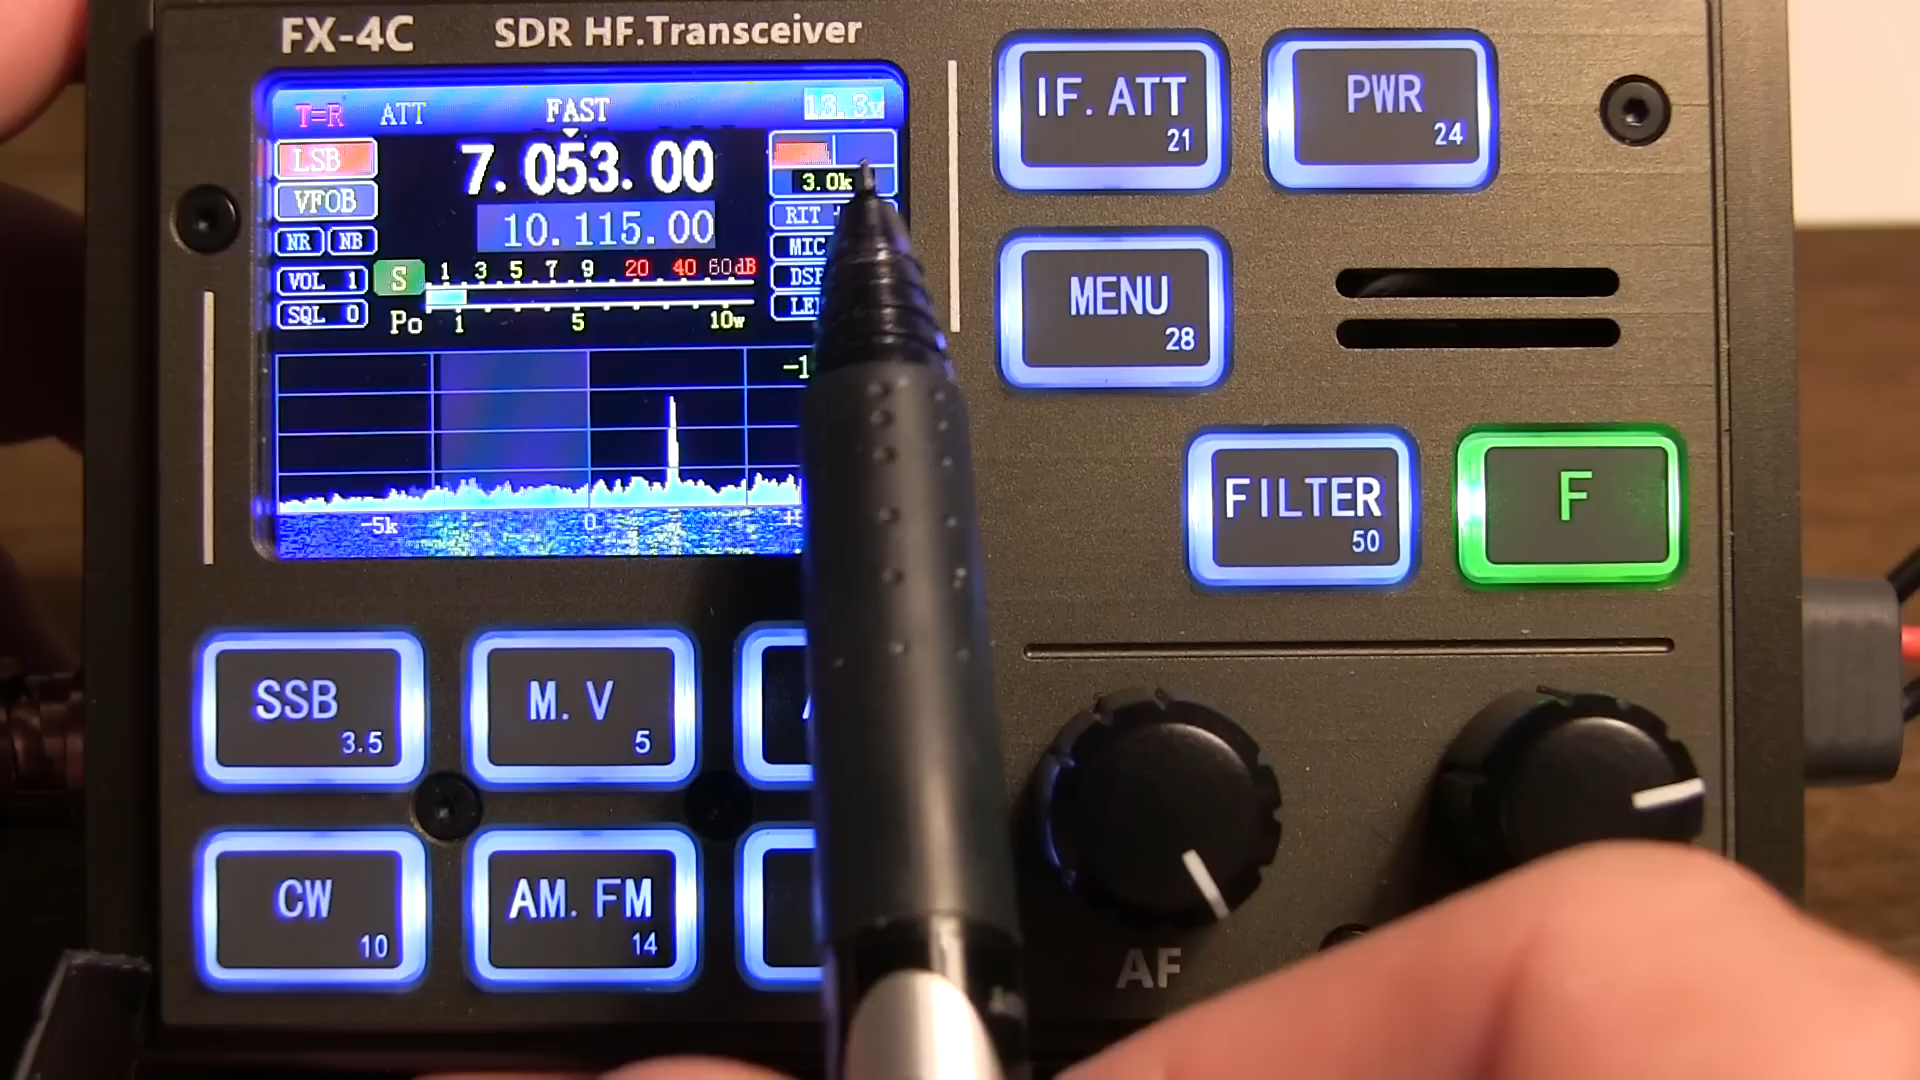 FX-4C SDR HF.Transceiver
T=R ATT FAST 13.3v
LSB 7.053.00
3.0k
VFOB 10.115.00
RIT
NR NB
MIC
S 1 3 5 7 9 20 40 60dB
VOL 1
SQL 0
Po 1 5 10w
-1
-5k 0
IF.ATT
21
PWR
24
MENU
28
FILTER
50
F
SSB
3.5
M.V
5
CW
10
AM.FM
14
AF